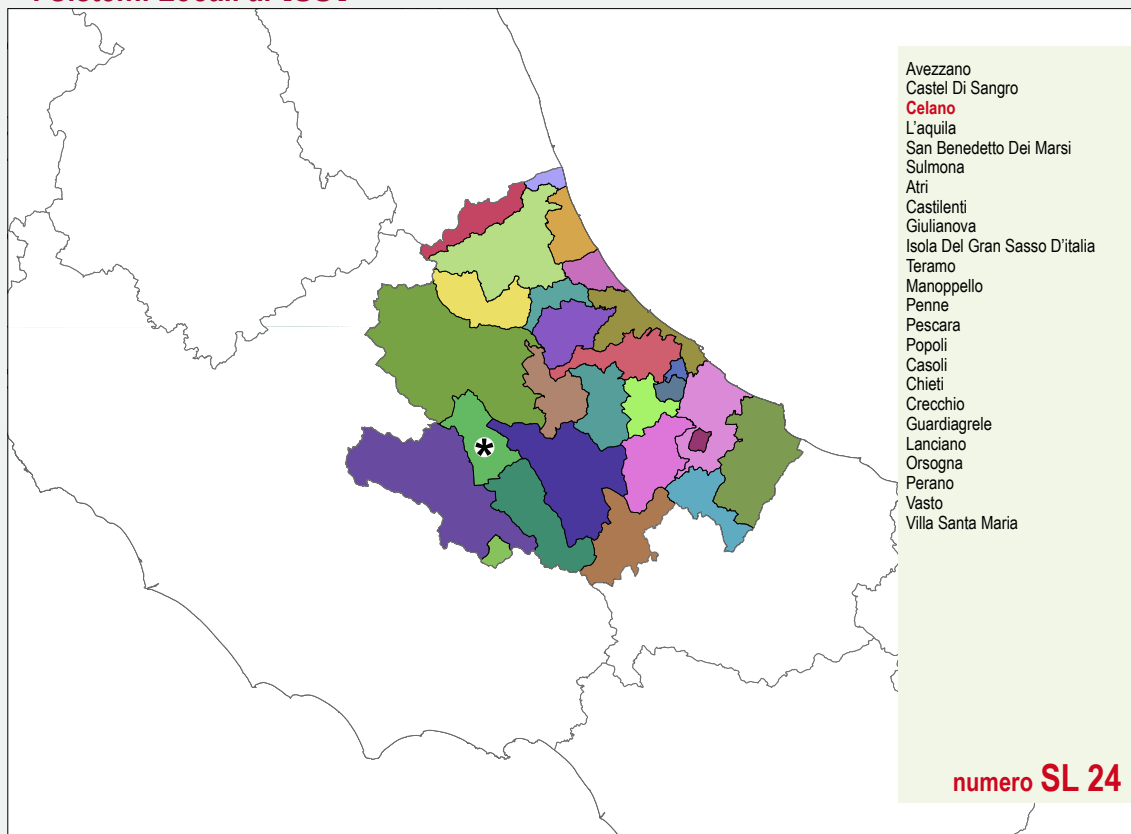 Avezzano
Castel Di Sangro
Celano
L'aquila
San Benedetto Dei Marsi
Sulmona
Atri
Castilenti
Giulianova
Isola Del Gran Sasso D'italia
Teramo
Manoppello
Penne
Pescara
Popoli
Casoli
Chieti
Crecchio
Guardiagrele
Lanciano
Orsogna
Perano
Vasto
Villa Santa Maria
*
numero SL 24